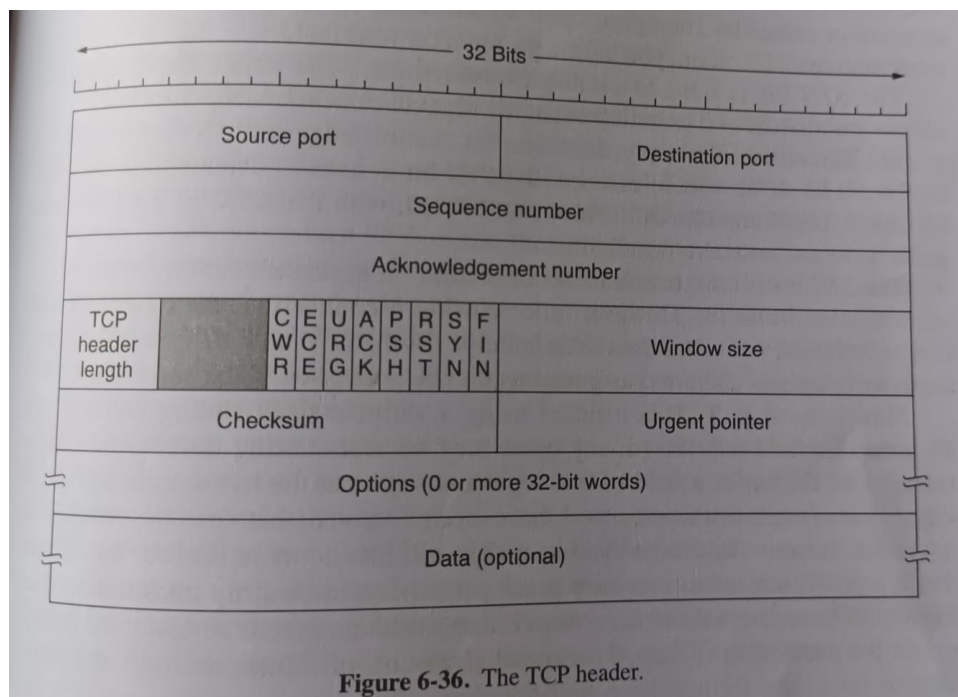 32 Bits
Source port
Destination port
Sequence number
Acknowledgement number
TCP
header
length
C E U A P R S F
W C R C S S Y I
R E G K H T N N
Window size
Checksum
Urgent pointer
Options (0 or more 32-bit words)
Data (optional)
Figure 6-36. The TCP header.